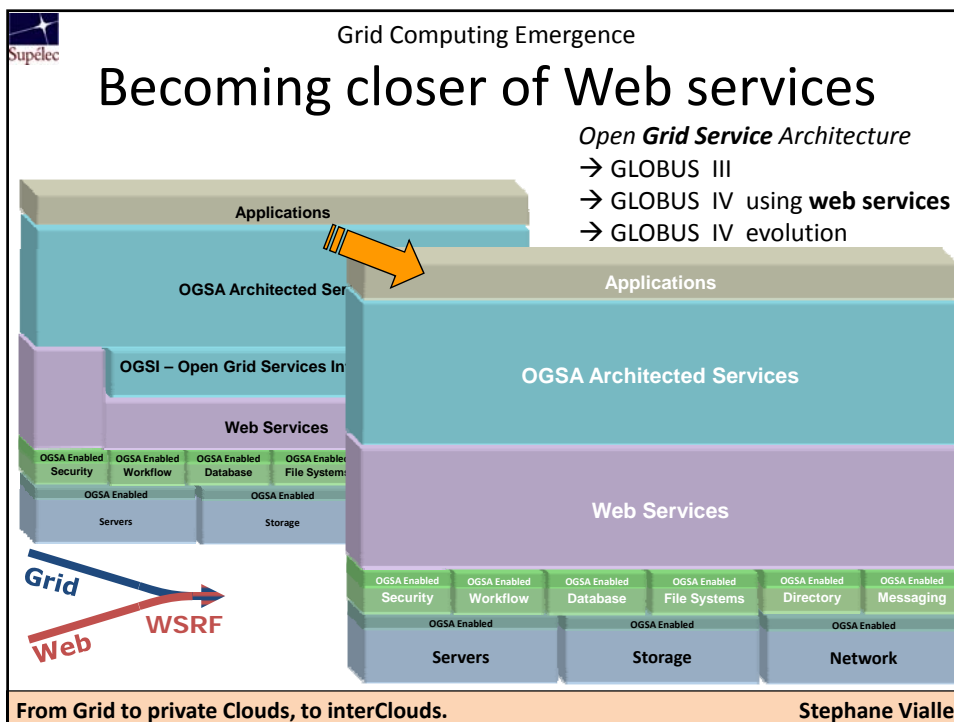 Supélec
Grid Computing Emergence
Becoming closer of Web services
Open Grid Service Architecture
→ GLOBUS III
→ GLOBUS IV using web services
→ GLOBUS IV evolution
Applications
OGSA Architected Ser
OGSI – Open Grid Services In
Web Services
OGSA Enabled OGSA Enabled OGSA Enabled OGSA Enabled
Security Workflow Database File Systems
OGSA Enabled OGSA Enabled
Servers Storage
Applications
OGSA Architected Services
Web Services
OGSA Enabled OGSA Enabled OGSA Enabled OGSA Enabled OGSA Enabled OGSA Enabled
Security Workflow Database File Systems Directory Messaging
OGSA Enabled OGSA Enabled OGSA Enabled
Servers Storage Network
Grid
WSRF
Web
From Grid to private Clouds, to interClouds. Stephane Vialle